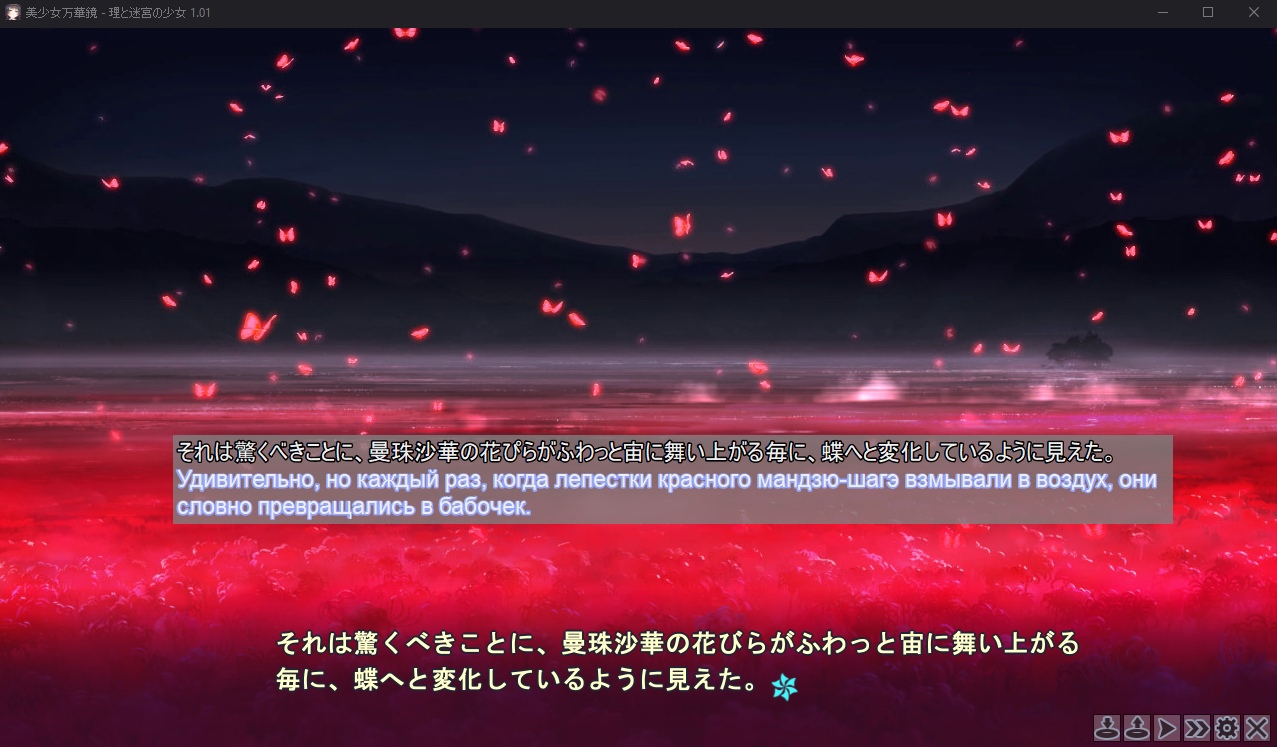 美少女万華鏡 - 理と迷宮の少女 1.01
それは驚くべきことに、曼珠沙華の花びらがふわっと宙に舞い上がる毎に、蝶へと変化しているように見えた。
Удивительно, но каждый раз, когда лепестки красного мандзю-шагэ взмывали в воздух, они
словно превращались в бабочек.
それは驚くべきことに、曼珠沙華の花びらがふわっと宙に舞い上がる
毎に、蝶へと変化しているように見えた。